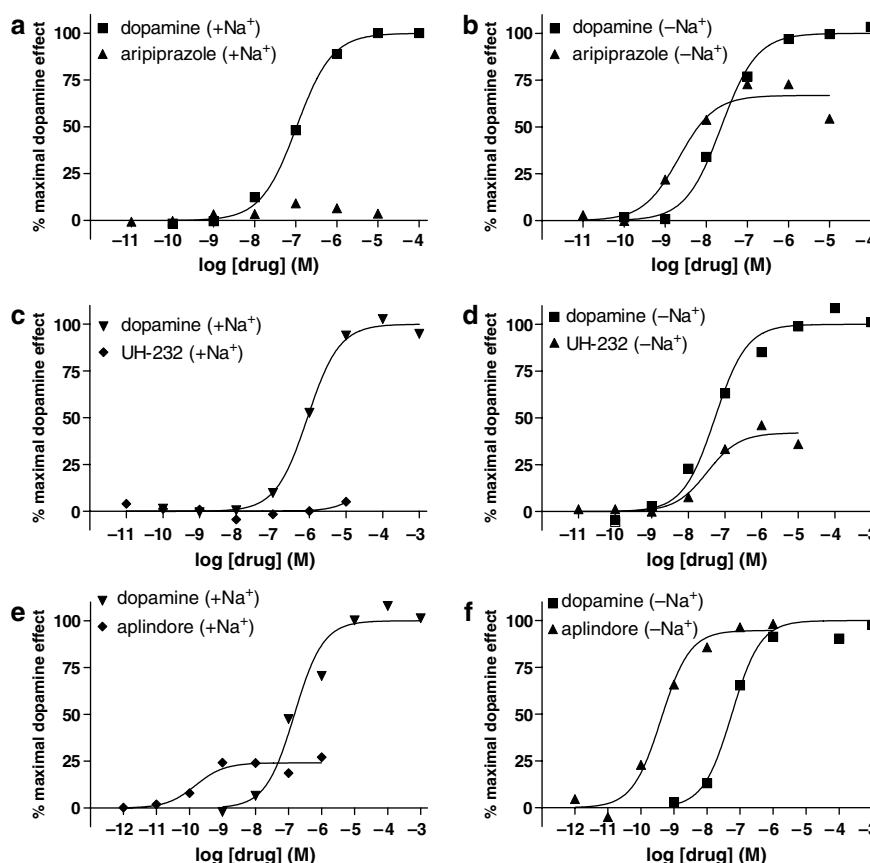 a
dopamine (+Na⁺)
aripiprazole (+Na⁺)
% maximal dopamine effect
100
75
50
25
0
–11 –10 –9 –8 –7 –6 –5 –4
log [drug] (M)
b
dopamine (–Na⁺)
aripiprazole (–Na⁺)
% maximal dopamine effect
100
75
50
25
0
–11 –10 –9 –8 –7 –6 –5 –4
log [drug] (M)
c
dopamine (+Na⁺)
UH-232 (+Na⁺)
% maximal dopamine effect
100
75
50
25
0
–11 –10 –9 –8 –7 –6 –5 –4 –3
log [drug] (M)
d
dopamine (–Na⁺)
UH-232 (–Na⁺)
% maximal dopamine effect
100
75
50
25
0
–11 –10 –9 –8 –7 –6 –5 –4 –3
log [drug] (M)
e
dopamine (+Na⁺)
aplindore (+Na⁺)
% maximal dopamine effect
100
75
50
25
0
–12 –11 –10 –9 –8 –7 –6 –5 –4 –3
log [drug] (M)
f
dopamine (–Na⁺)
aplindore (–Na⁺)
% maximal dopamine effect
100
75
50
25
0
–12 –11 –10 –9 –8 –7 –6 –5 –4 –3
log [drug] (M)